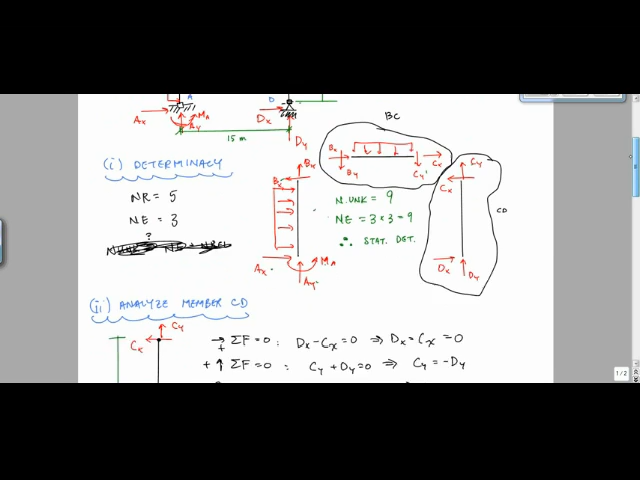 A
D
Ax
MA
Ay
Dx
15 m
Dy
BC
Bx
By
Cx
Cy
Bx
By
Cx
Cy
CD
(i) DETERMINACY
NR = 5
NE = 3
?
N.UNK = 9
NE = 3 x 3 = 9
∴ STAT. DET.
Ax
MA
Ay
Dx
Dy
(ii) ANALYZE MEMBER CD
Cy
Cx
→+ ΣF=0 : Dx - Cx = 0 ⇒ Dx = Cx = 0
+↑ ΣF=0 : Cy + Dy = 0 ⇒ Cy = -Dy
1/2